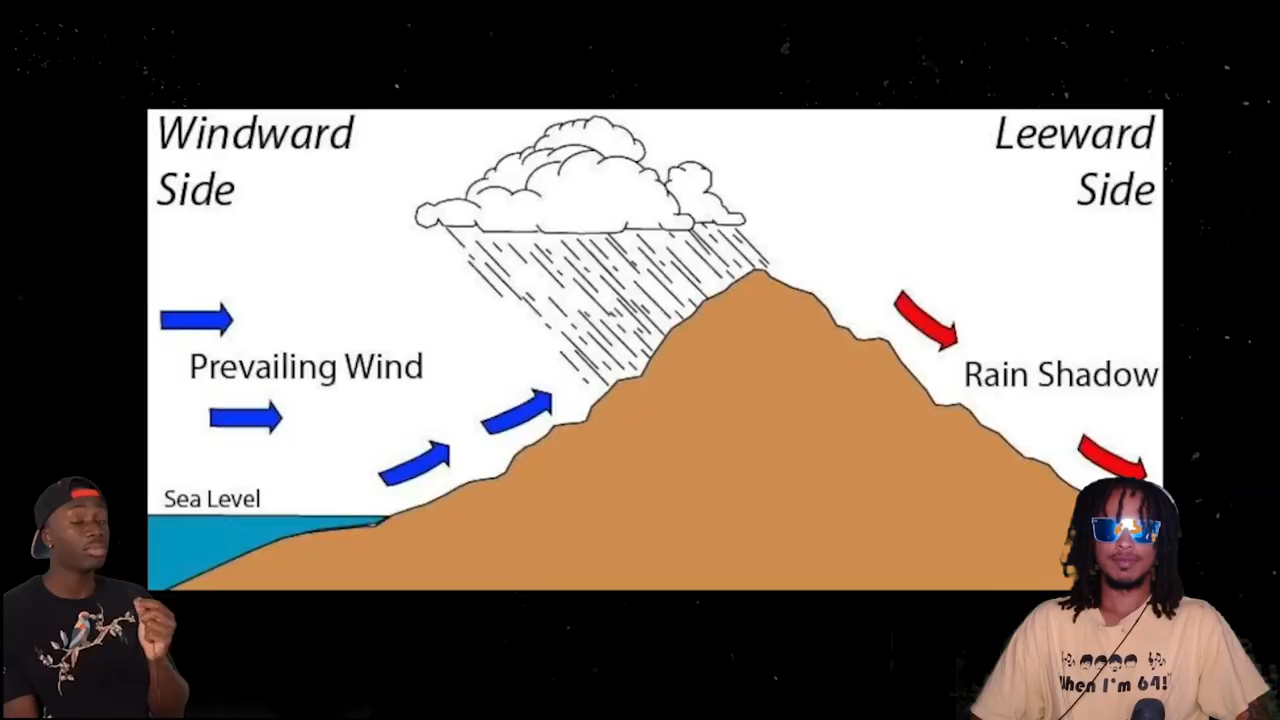 Windward
Side
Leeward
Side
Prevailing Wind
Rain Shadow
Sea Level
When I'm 64!